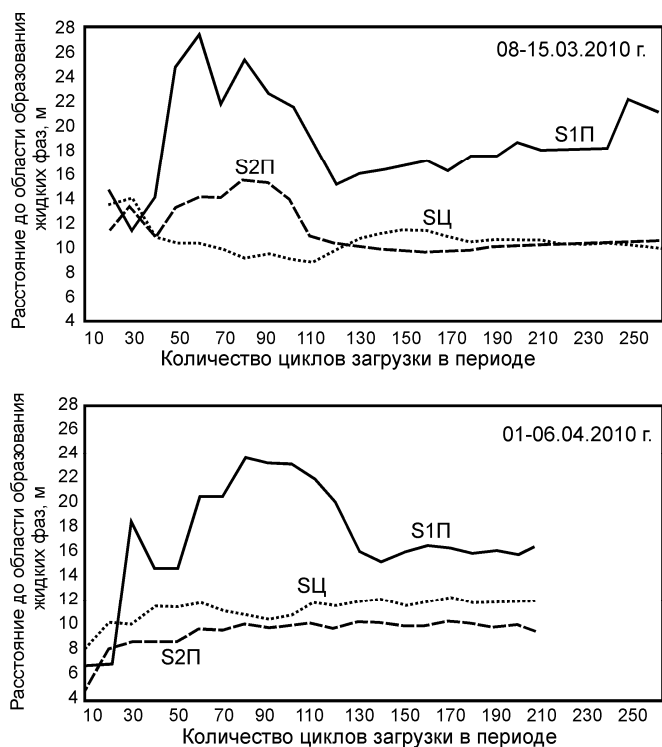 28
26
24
22
20
18
16
14
12
10
8
6
4
Расстояние до области образования
жидких фаз, м
08-15.03.2010 г.
S1П
S2П
SЦ
10 30 50 70 90 110 130 150 170 190 210 230 250
Количество циклов загрузки в периоде
28
26
24
22
20
18
16
14
12
10
8
6
4
Расстояние до области образования
жидких фаз, м
01-06.04.2010 г.
S1П
SЦ
S2П
10 30 50 70 90 110 130 150 170 190 210 230 250
Количество циклов загрузки в периоде